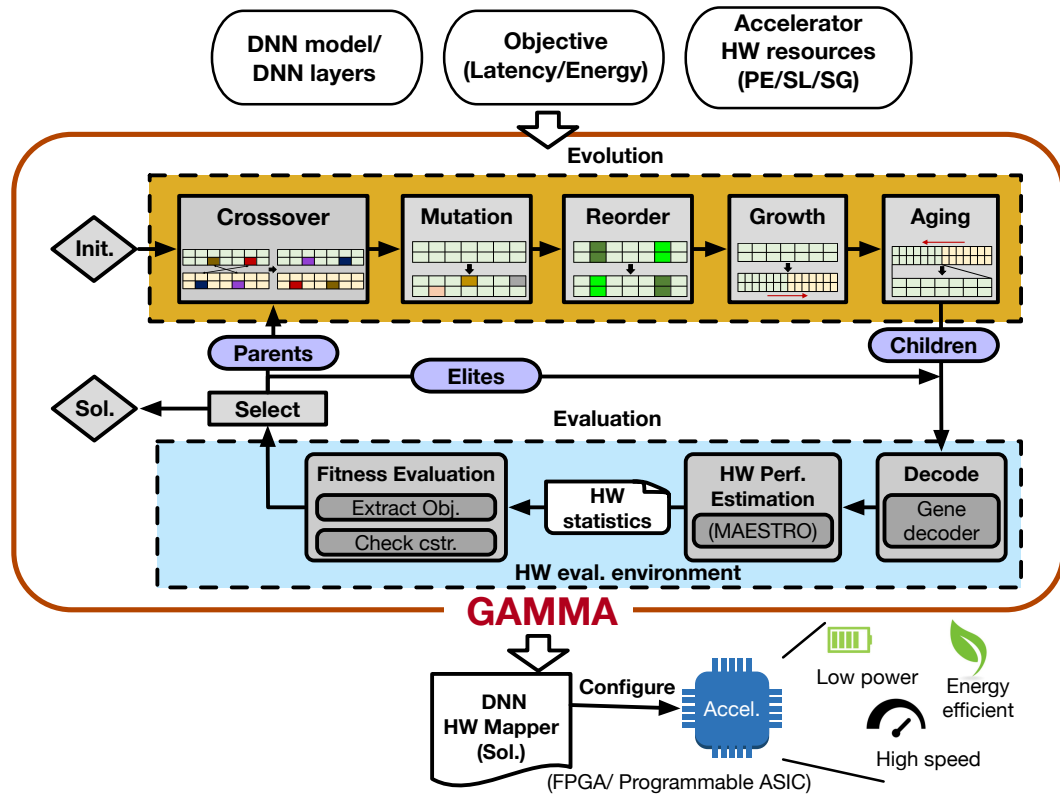 DNN model/
DNN layers
Objective
(Latency/Energy)
Accelerator
HW resources
(PE/SL/SG)
Evolution
Init.
Crossover
Mutation
Reorder
Growth
Aging
Parents
Elites
Children
Sol.
Select
Evaluation
Fitness Evaluation
Extract Obj.
Check cstr.
HW
statistics
HW Perf.
Estimation
(MAESTRO)
Decode
Gene
decoder
HW eval. environment
GAMMA
DNN
HW Mapper
(Sol.)
Configure
Accel.
(FPGA/ Programmable ASIC)
Low power
Energy
efficient
High speed